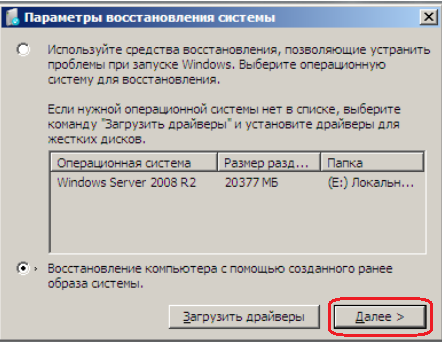 Параметры восстановления системы
Используйте средства восстановления, позволяющие устранить
проблемы при запуске Windows. Выберите операционную
систему для восстановления.
Если нужной операционной системы нет в списке, выберите
команду "Загрузить драйверы" и установите драйверы для
жестких дисков.
Операционная система Размер разд... Папка
Windows Server 2008 R2 20377 МБ (E:) Локальн...
Восстановление компьютера с помощью созданного ранее
образа системы.
Загрузить драйверы Далее >